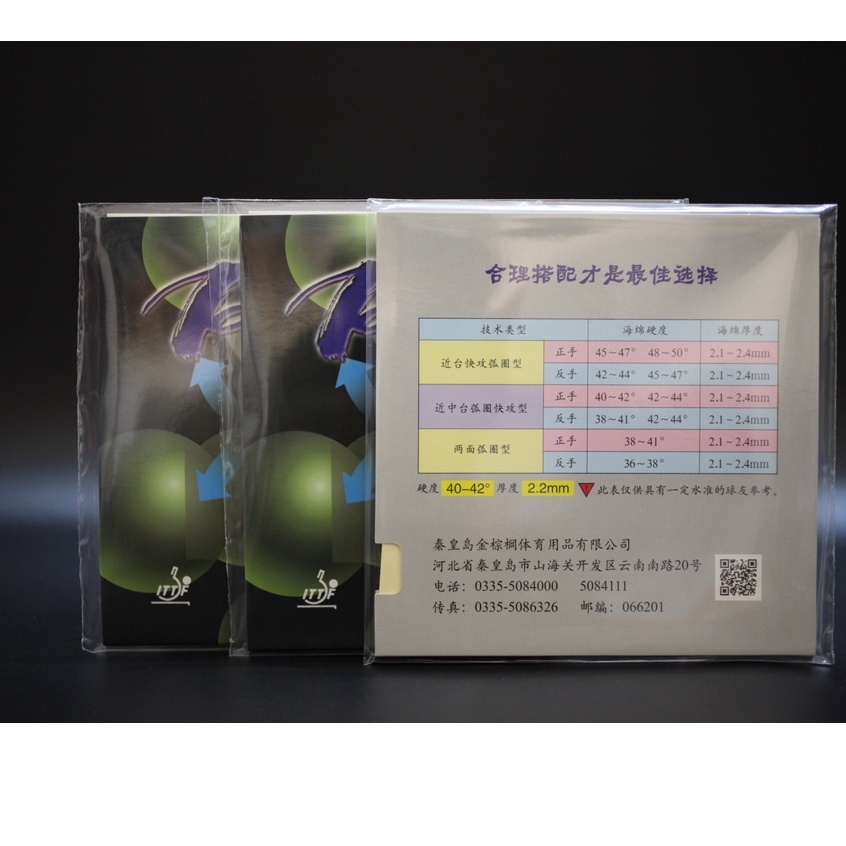 合理搭配才是最佳选择
技术类型 海绵硬度 海绵厚度
近台快攻弧圈型 正手 45～47° 48～50° 2.1～2.4mm
反手 42～44° 45～47° 2.1～2.4mm
近中台弧圈快攻型 正手 40～42° 42～44° 2.1～2.4mm
反手 38～41° 42～44° 2.1～2.4mm
两面弧圈型 正手 38～41° 2.1～2.4mm
反手 36～38° 2.1～2.4mm
硬度 40-42° 厚度 2.2mm 此表仅供具有一定水准的球友参考。
秦皇岛金棕榈体育用品有限公司
河北省秦皇岛市山海关开发区云南南路20号
电话：0335-5084000 5084111
传真：0335-5086326 邮编：066201
ITTF
ITTF